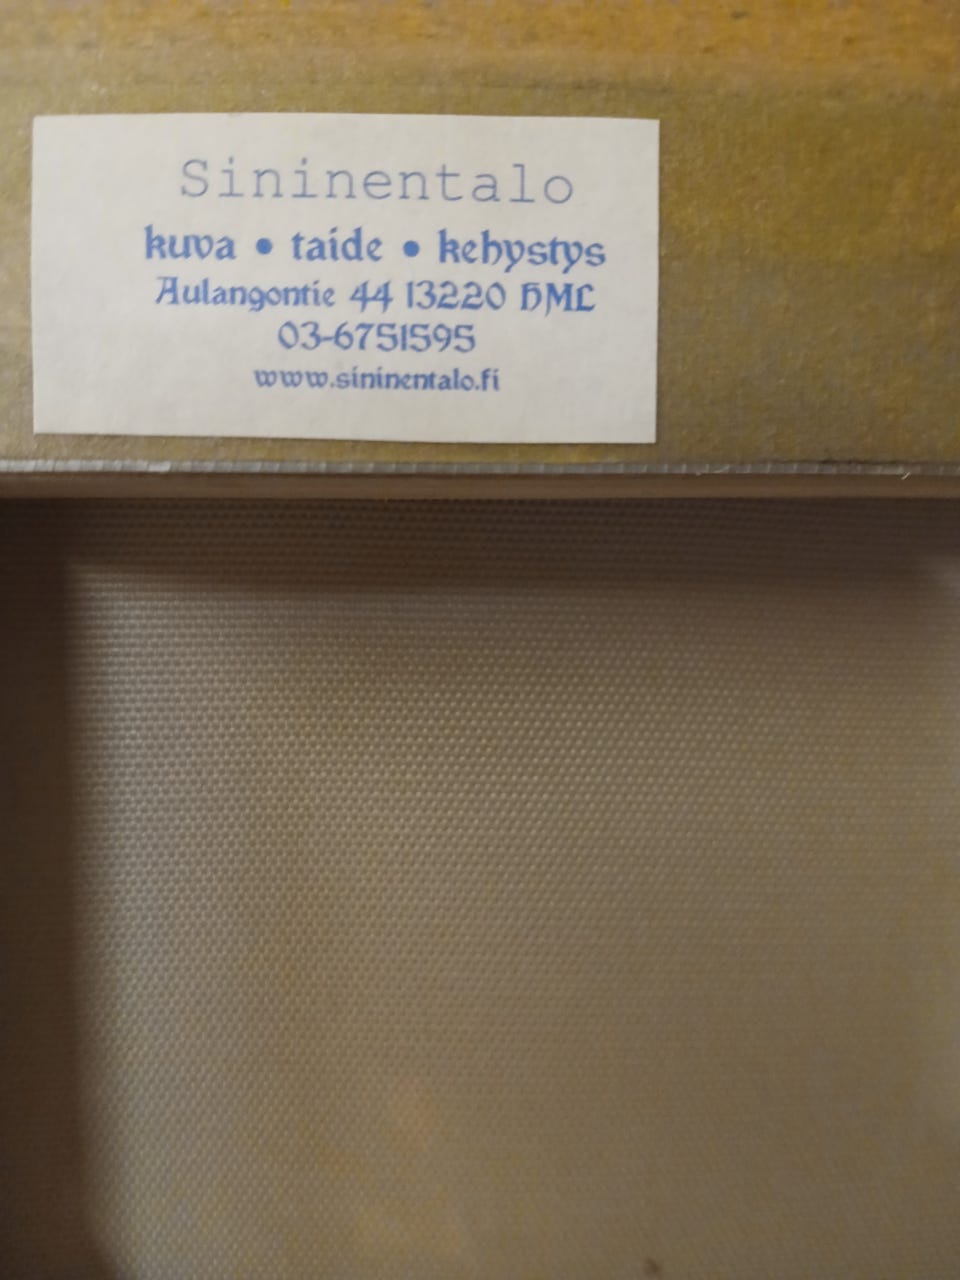 Sininentalo
kuva • taide • kehystys
Aulangontie 44 13220 HML
03-6751595
www.sininentalo.fi